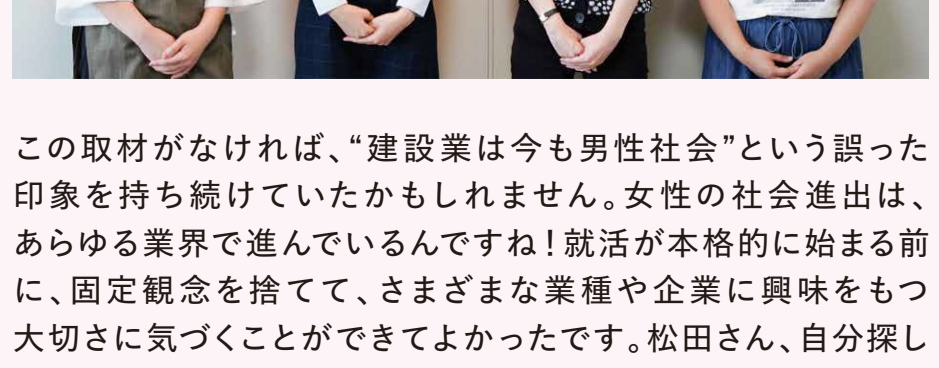 この取材がなければ、“建設業は今も男性社会”という誤った
印象を持ち続けていたかもしれません。女性の社会進出は、
あらゆる業界で進んでいるんですね！就活が本格的に始まる前
に、固定観念を捨てて、さまざまな業種や企業に興味をもつ
大切さに気づくことができてよかったです。松田さん、自分探し